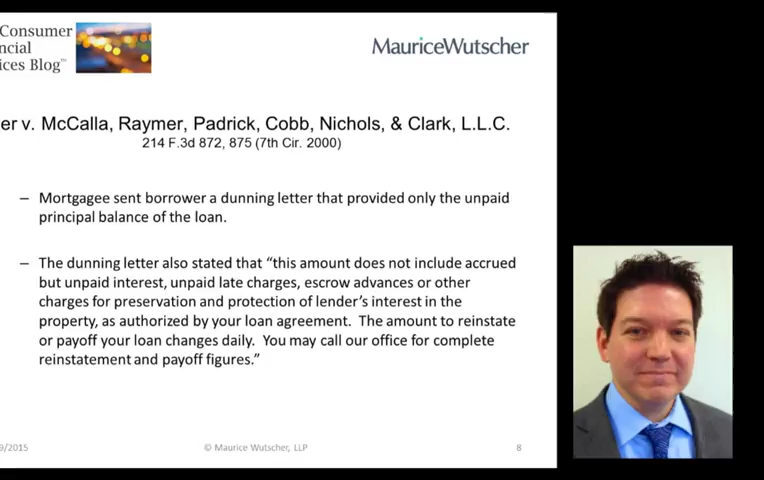 Consumer
ncial
ices Blog™
MauriceWutscher
er v. McCalla, Raymer, Padrick, Cobb, Nichols, & Clark, L.L.C.
214 F.3d 872, 875 (7th Cir. 2000)
– Mortgagee sent borrower a dunning letter that provided only the unpaid
principal balance of the loan.
– The dunning letter also stated that “this amount does not include accrued
but unpaid interest, unpaid late charges, escrow advances or other
charges for preservation and protection of lender’s interest in the
property, as authorized by your loan agreement. The amount to reinstate
or payoff your loan changes daily. You may call our office for complete
reinstatement and payoff figures.”
9/2015
© Maurice Wutscher, LLP
8